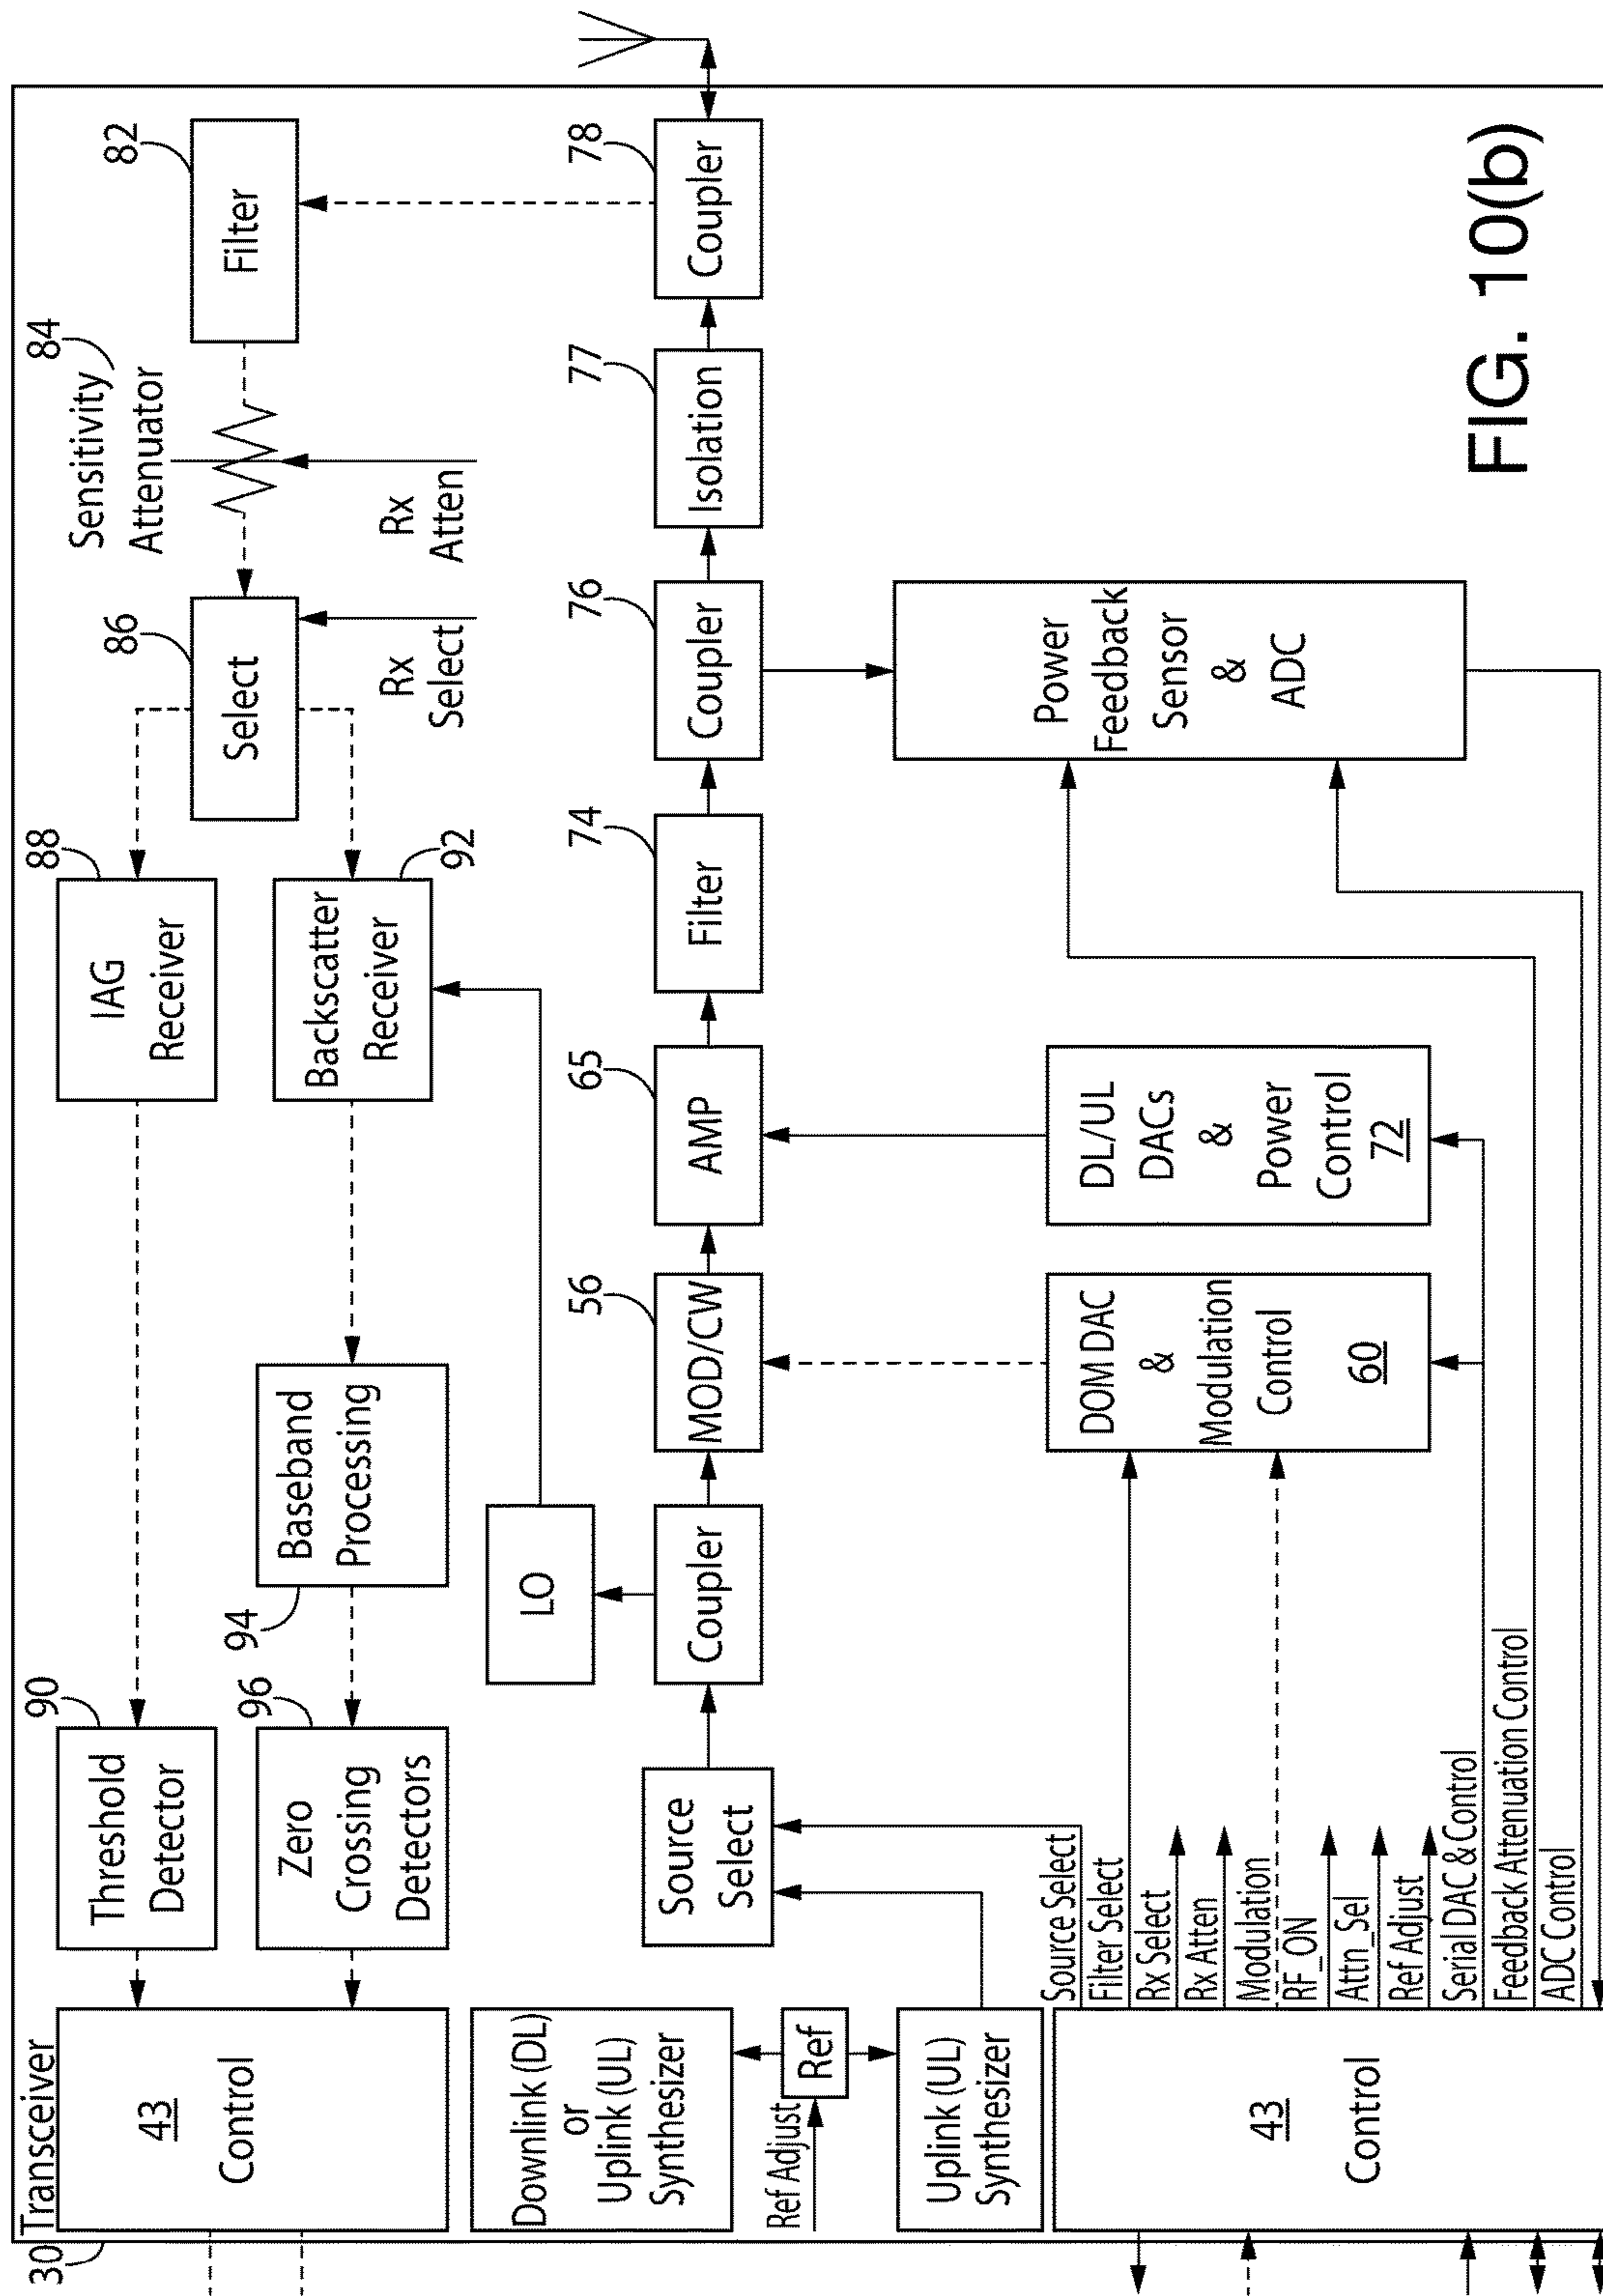 30
Transceiver
43
Control
90
Threshold
Detector
88
IAG
Receiver
86
Select
84
Sensitivity
Attenuator
82
Filter
96
Zero
Crossing
Detectors
94
Baseband
Processing
92
Backscatter
Receiver
Rx
Select
Rx
Atten
LO
Downlink (DL)
or
Uplink (UL)
Synthesizer
Ref Adjust
Ref
Uplink (UL)
Synthesizer
Source
Select
Coupler
56
MOD/CW
65
AMP
74
Filter
76
Coupler
77
Isolation
78
Coupler
43
Control
Source Select
Filter Select
Rx Select
Rx Atten
Modulation
RF_ON
Attn_Sel
Ref Adjust
Serial DAC & Control
Feedback Attenuation Control
ADC Control
DOM DAC
&
Modulation
Control
60
DL/UL
DACs
&
Power
Control
72
Power
Feedback
Sensor
&
ADC
FIG. 10(b)